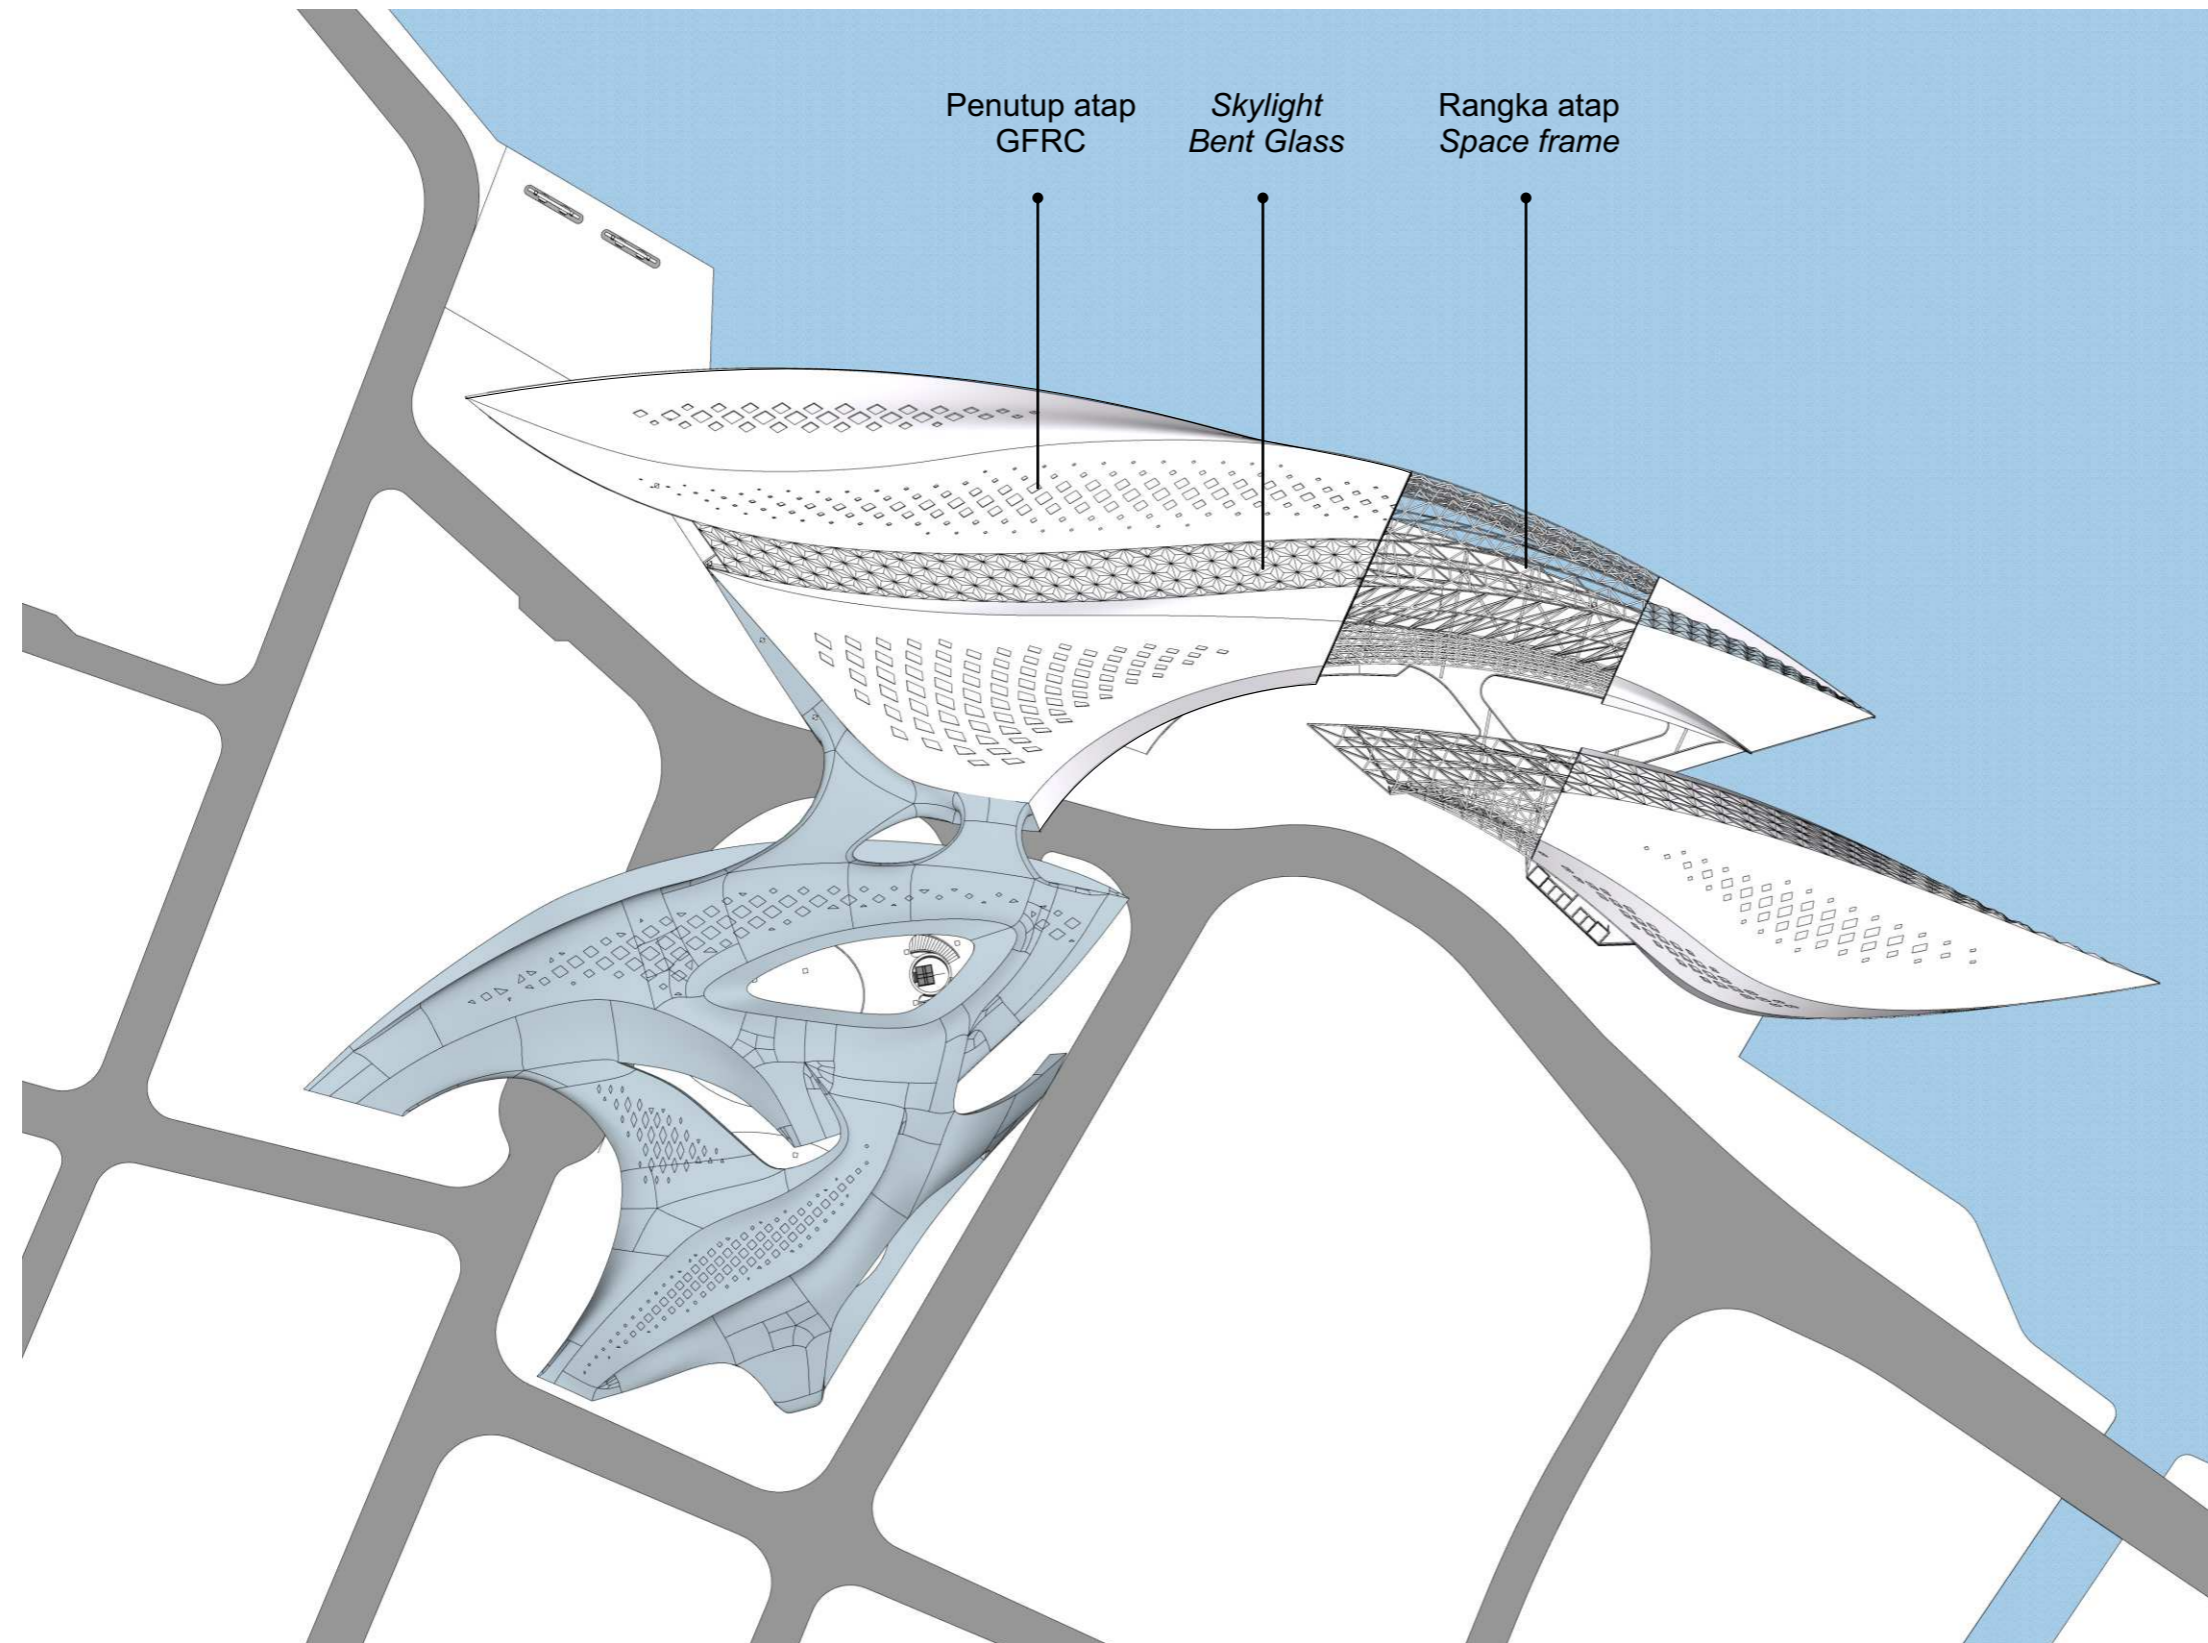 Penutup atap
GFRC
Skylight
Bent Glass
Rangka atap
Space frame